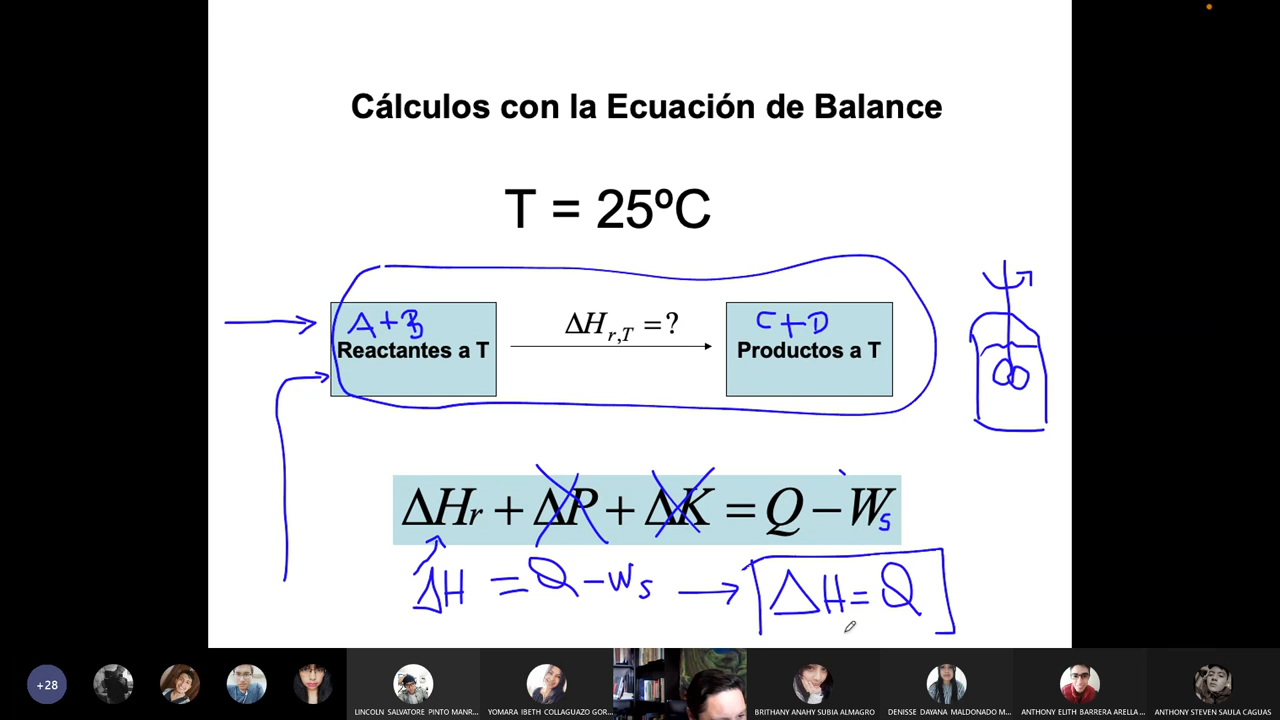 Cálculos con la Ecuación de Balance
T = 25ºC
A+B
Reactantes a T
ΔH r,T = ?
C+D
Productos a T
ΔHr + ΔP + ΔK = Q − Ws
ΔH = Q − Ws → ΔH = Q
+28
LINCOLN SALVATORE PINTO MANR...
YOMARA IBETH COLLAGUAZO GOR...
BRITHANY ANAHY SUBIA ALMAGRO
DENISSE DAYANA MALDONADO M...
ANTHONY ELITH BARRERA ARELLA...
ANTHONY STEVEN SAULA CAGUAS